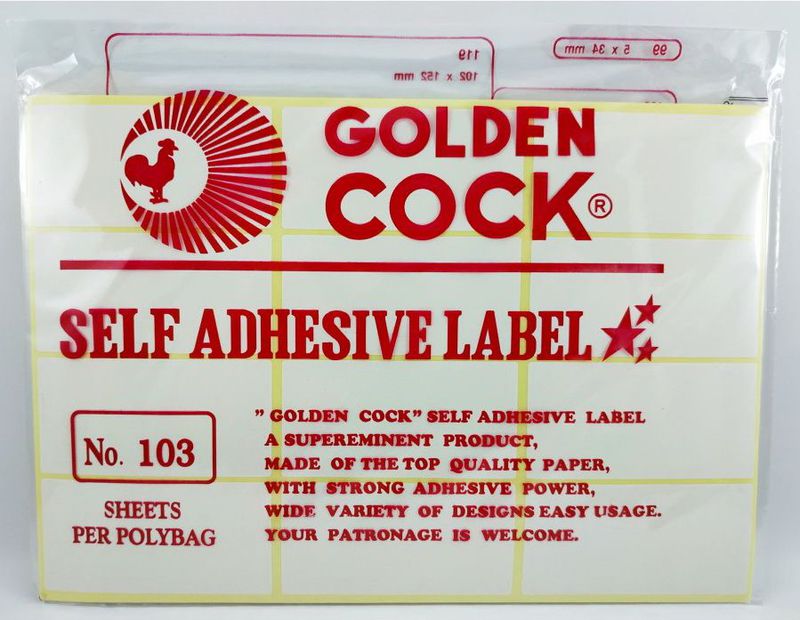 99 5 x 34 mm
119
102 x 152 mm
GOLDEN
COCK®
SELF ADHESIVE LABEL
No. 103
SHEETS
PER POLYBAG
" GOLDEN COCK" SELF ADHESIVE LABEL
A SUPEREMINENT PRODUCT,
MADE OF THE TOP QUALITY PAPER,
WITH STRONG ADHESIVE POWER,
WIDE VARIETY OF DESIGNS EASY USAGE.
YOUR PATRONAGE IS WELCOME.